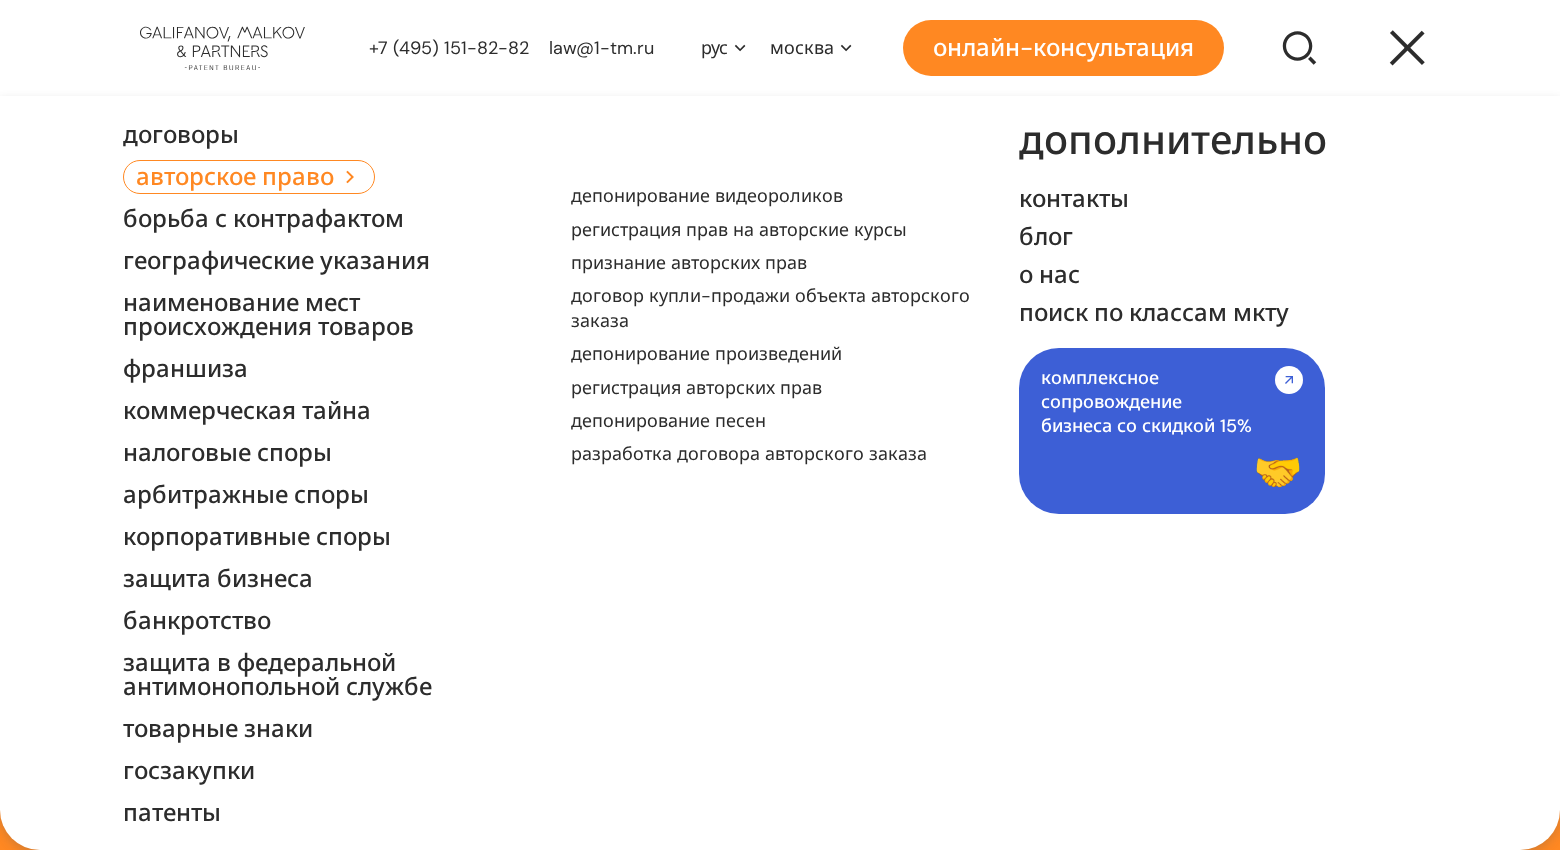 GALIFANOV, MALKOV
& PARTNERS
-PATENT BUREAU-
+7 (495) 151-82-82
law@1-tm.ru
рус
москва
онлайн-консультация
договоры
авторское право
борьба с контрафактом
географические указания
наименование мест
происхождения товаров
франшиза
коммерческая тайна
налоговые споры
арбитражные споры
корпоративные споры
защита бизнеса
банкротство
защита в федеральной
антимонопольной службе
товарные знаки
госзакупки
патенты
депонирование видеороликов
регистрация прав на авторские курсы
признание авторских прав
договор купли-продажи объекта авторского
заказа
депонирование произведений
регистрация авторских прав
депонирование песен
разработка договора авторского заказа
дополнительно
контакты
блог
о нас
поиск по классам мкту
комплексное
сопровождение
бизнеса со скидкой 15%